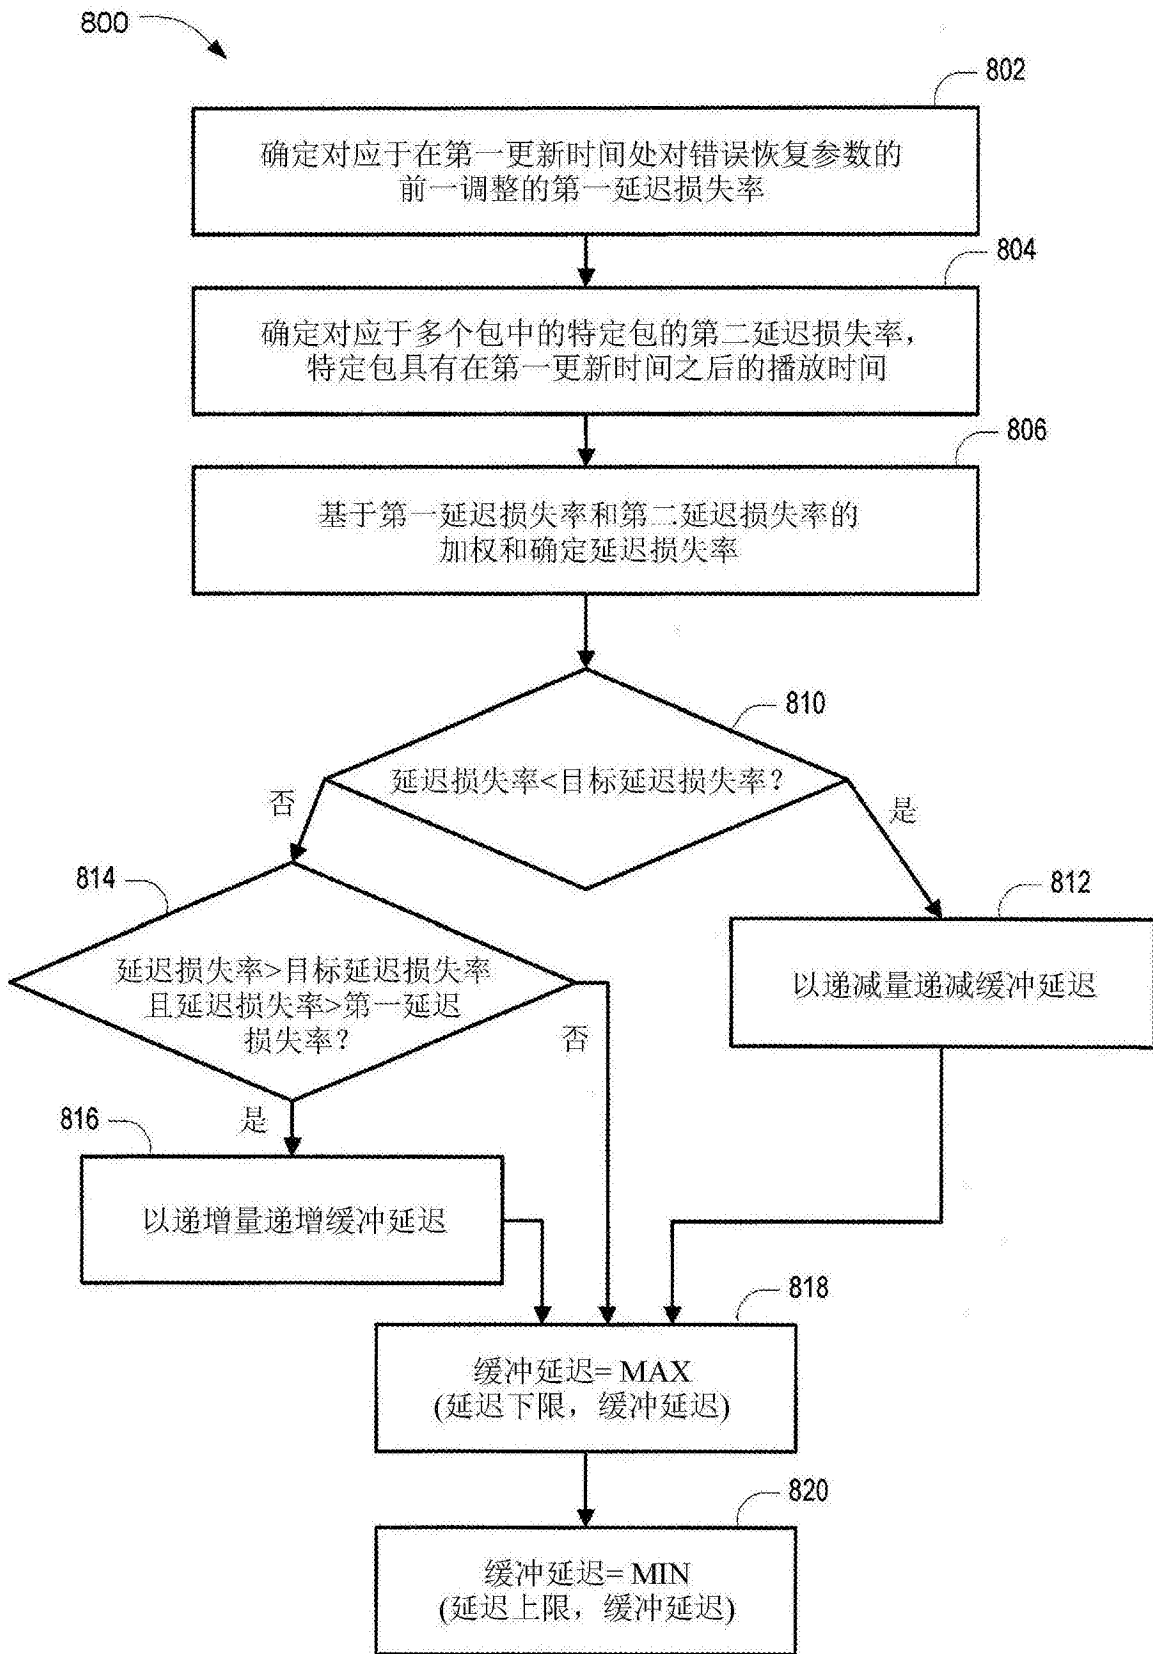 800
802
确定对应于在第一更新时间处对错误恢复参数的
前一调整的第一延迟损失率
804
确定对应于多个包中的特定包的第二延迟损失率，
特定包具有在第一更新时间之后的播放时间
806
基于第一延迟损失率和第二延迟损失率的
加权和确定延迟损失率
810
延迟损失率<目标延迟损失率？
否
是
814
延迟损失率>目标延迟损失率
且延迟损失率>第一延迟
损失率？
否
是
812
以递减量递减缓冲延迟
816
以递增量递增缓冲延迟
818
缓冲延迟= MAX
(延迟下限，缓冲延迟)
820
缓冲延迟= MIN
(延迟上限，缓冲延迟)